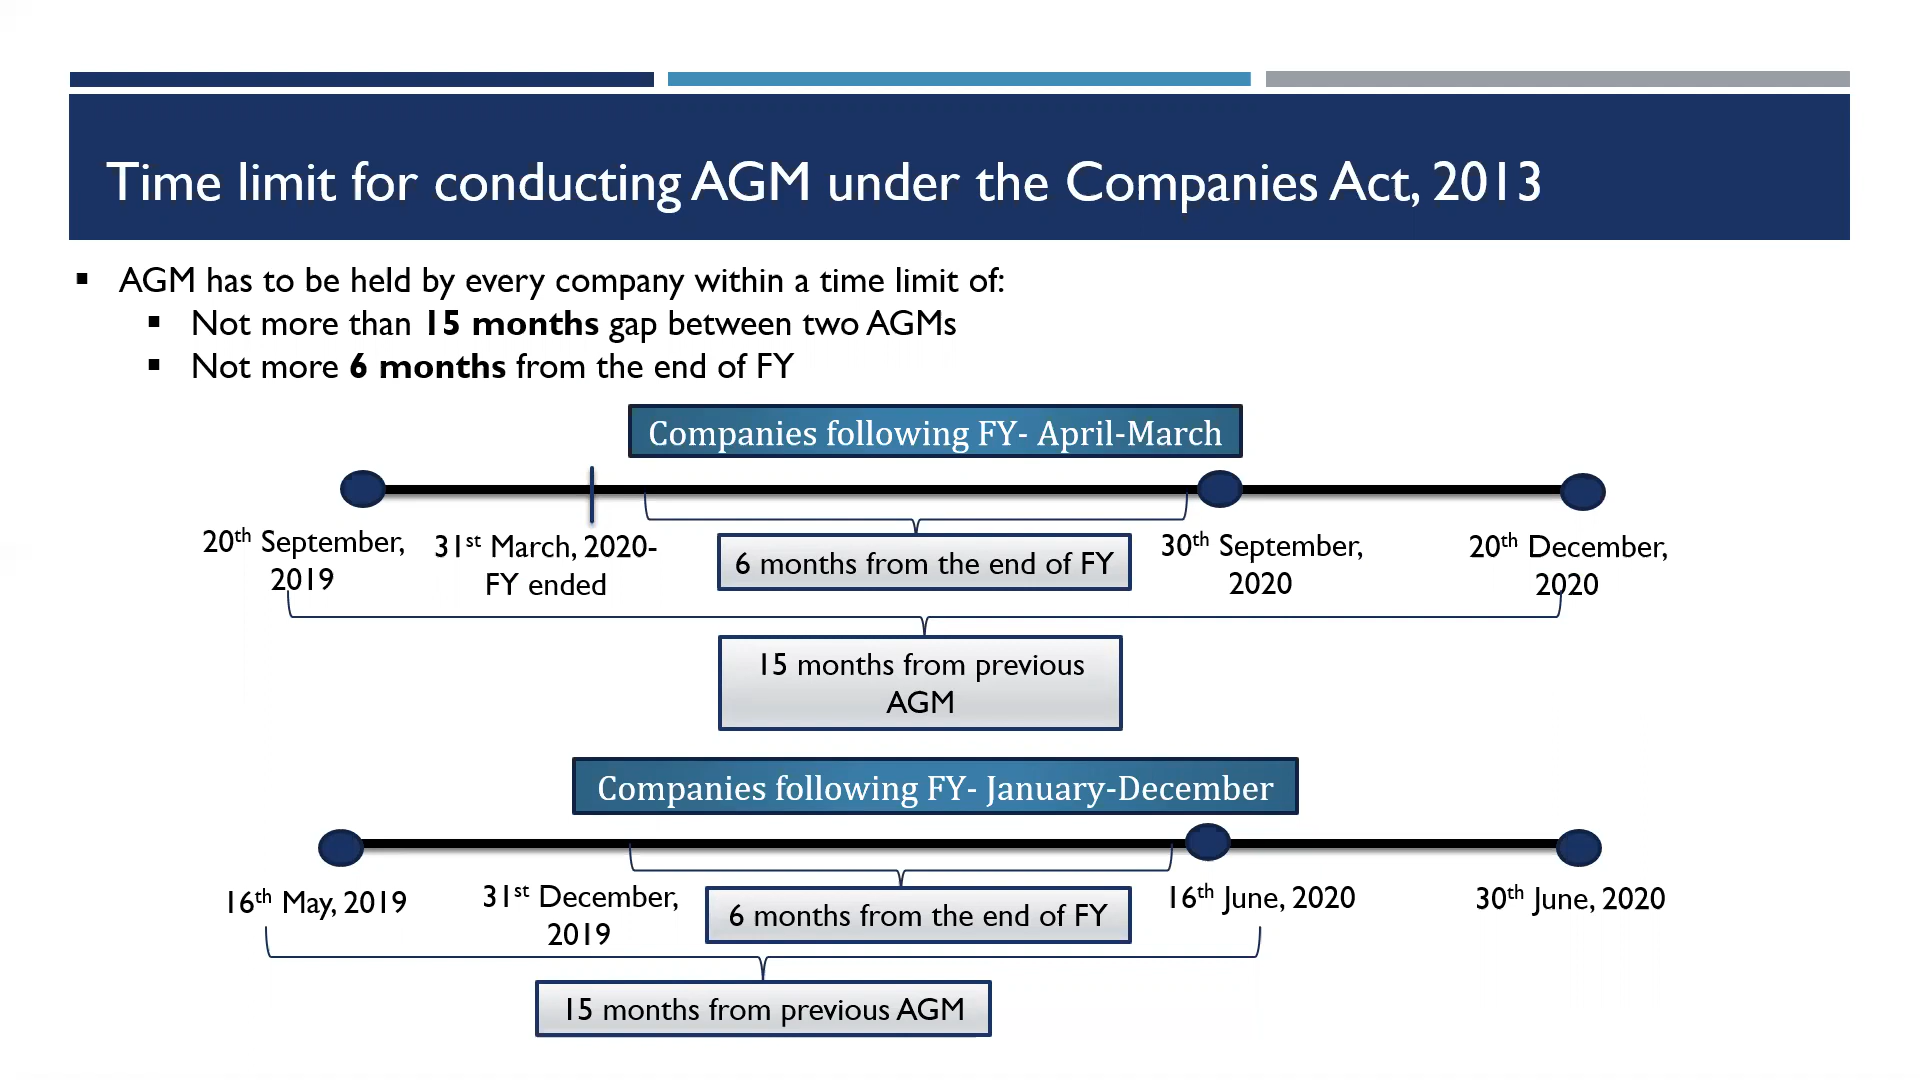 Time limit for conducting AGM under the Companies Act, 2013
▪ AGM has to be held by every company within a time limit of:
▪ Not more than 15 months gap between two AGMs
▪ Not more 6 months from the end of FY
Companies following FY- April-March
20th September,
2019
31st March, 2020-
FY ended
6 months from the end of FY
30th September,
2020
20th December,
2020
15 months from previous
AGM
Companies following FY- January-December
16th May, 2019
31st December,
2019
6 months from the end of FY
16th June, 2020
30th June, 2020
15 months from previous AGM